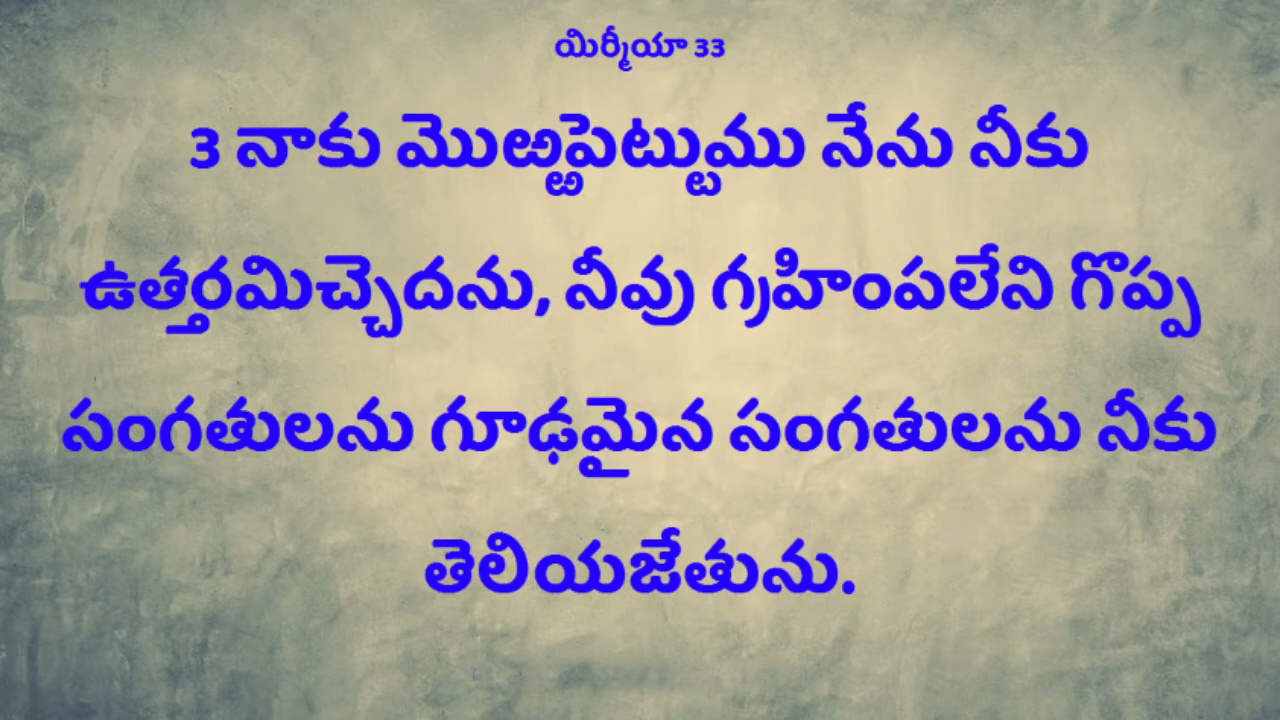 యిర్మీయా 33
3 నాకు మొఱ్ఱపెట్టుము నేను నీకు
ఉత్తరమిచ్చెదను, నీవు గ్రహింపలేని గొప్ప
సంగతులను గూఢమైన సంగతులను నీకు
తెలియజేతును.